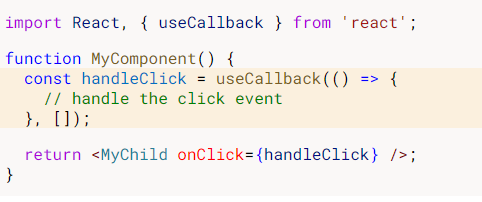 import React, { useCallback } from 'react';
function MyComponent() {
const handleClick = useCallback(() => {
// handle the click event
}, []);
return <MyChild onClick={handleClick} />;
}